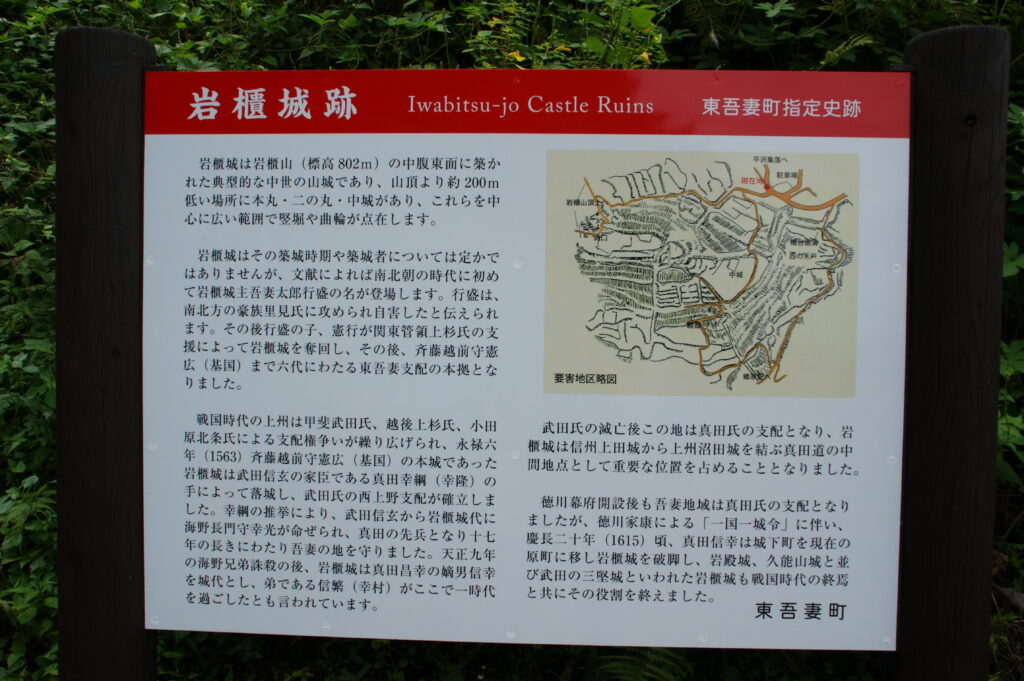 岩櫃城跡
Iwabitsu-jo Castle Ruins
東吾妻町指定史跡
岩櫃城は岩櫃山（標高802m）の中腹東面に築か
れた典型的な中世の山城であり、山頂より約200m
低い場所に本丸・二の丸・中城があり、これらを中
心に広い範囲で竪堀や曲輪が点在します。
岩櫃城はその築城時期や築城者については定かで
はありませんが、文献によれば南北朝の時代に初め
て岩櫃城主吾妻太郎行盛の名が登場します。行盛は、
南北方の豪族里見氏に攻められ自害したと伝えられ
ます。その後行盛の子、憲行が関東管領上杉氏の支
援によって岩櫃城を奪回し、その後、斉藤越前守憲
広（基国）まで六代にわたる東吾妻支配の本拠とな
りました。
戦国時代の上州は甲斐武田氏、越後上杉氏、小田
原北条氏による支配権争いが繰り広げられ、永禄六
年（1563）斉藤越前守憲広（基国）の本城であった
岩櫃城は武田信玄の家臣である真田幸綱（幸隆）の
手によって落城し、武田氏の西上野支配が確立しま
した。幸綱の推挙により、武田信玄から岩櫃城代に
海野長門守幸光が命ぜられ、真田の先兵となり十七
年の長きにわたり吾妻の地を守りました。天正九年
の海野兄弟誅殺の後、岩櫃城は真田昌幸の嫡男信幸
を城代とし、弟である信繁（幸村）がここで一時代
を過ごしたとも言われています。
平沢集落へ
現在地
駐車場
岩櫃山頂
中城
要害地区略図
武田氏の滅亡後この地は真田氏の支配となり、岩
櫃城は信州上田城から上州沼田城を結ぶ真田道の中
間地点として重要な位置を占めることとなりました。
徳川幕府開設後も吾妻地域は真田氏の支配となり
ましたが、徳川家康による「一国一城令」に伴い、
慶長二十年（1615）頃、真田信幸は城下町を現在の
原町に移し岩櫃城を破脚し、岩殿城、久能山城と並
び武田の三堅城といわれた岩櫃城も戦国時代の終焉
と共にその役割を終えました。
東吾妻町